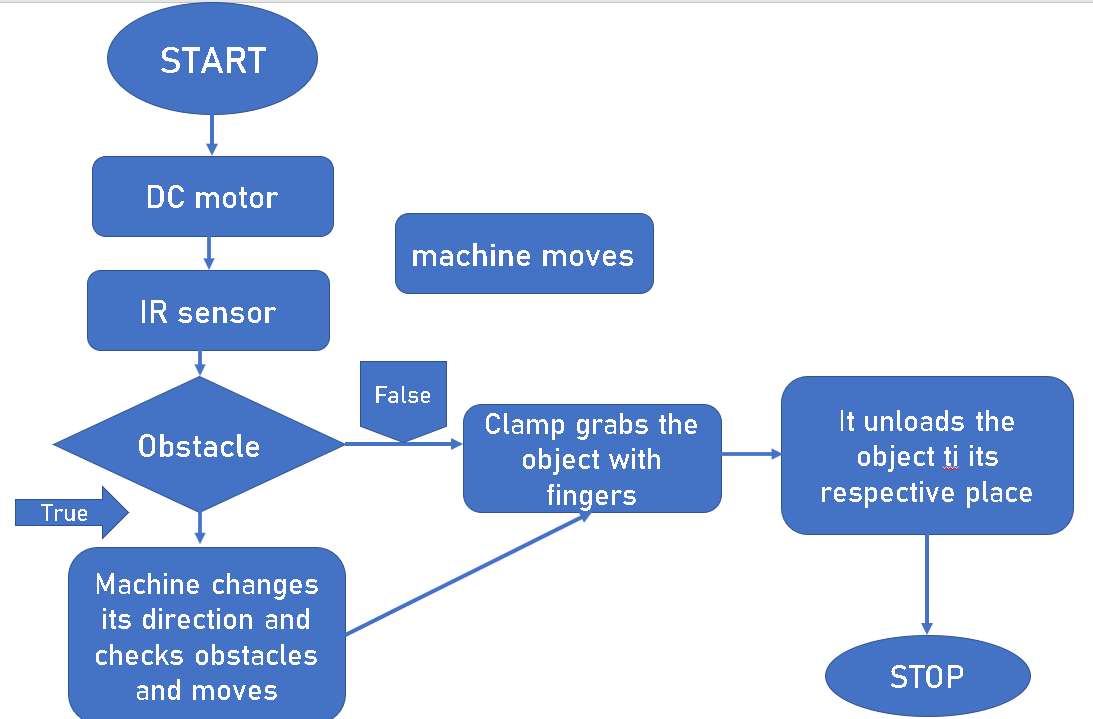 START
DC motor
machine moves
IR sensor
False
Obstacle
Clamp grabs the
object with
fingers
It unloads the
object ti its
respective place
True
Machine changes
its direction and
checks obstacles
and moves
STOP